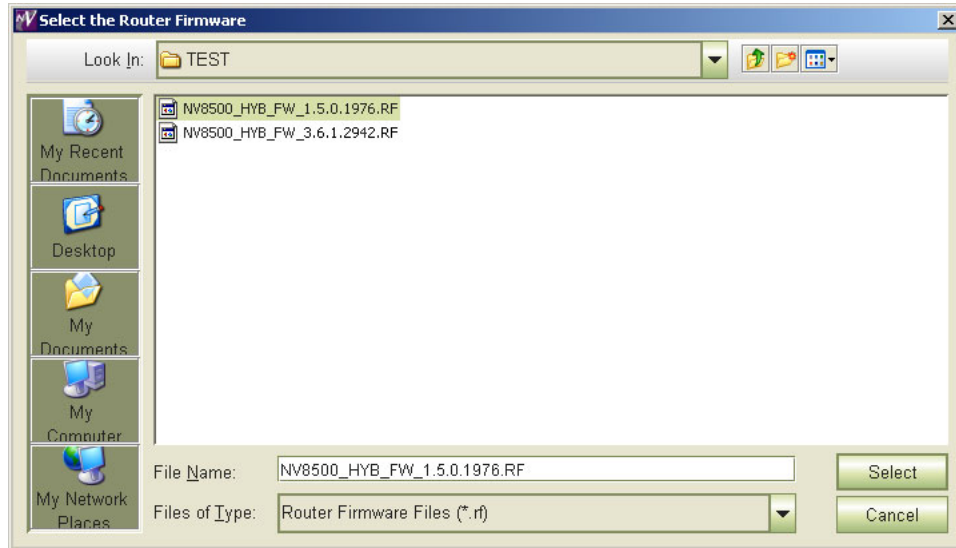 Select the Router Firmware
Look In:
TEST
My Recent
Documents
Desktop
My
Documents
My
Computer
My Network
Places
NV8500_HYB_FW_1.5.0.1976.RF
NV8500_HYB_FW_3.6.1.2942.RF
File Name:
NV8500_HYB_FW_1.5.0.1976.RF
Select
Files of Type:
Router Firmware Files (*.rf)
Cancel